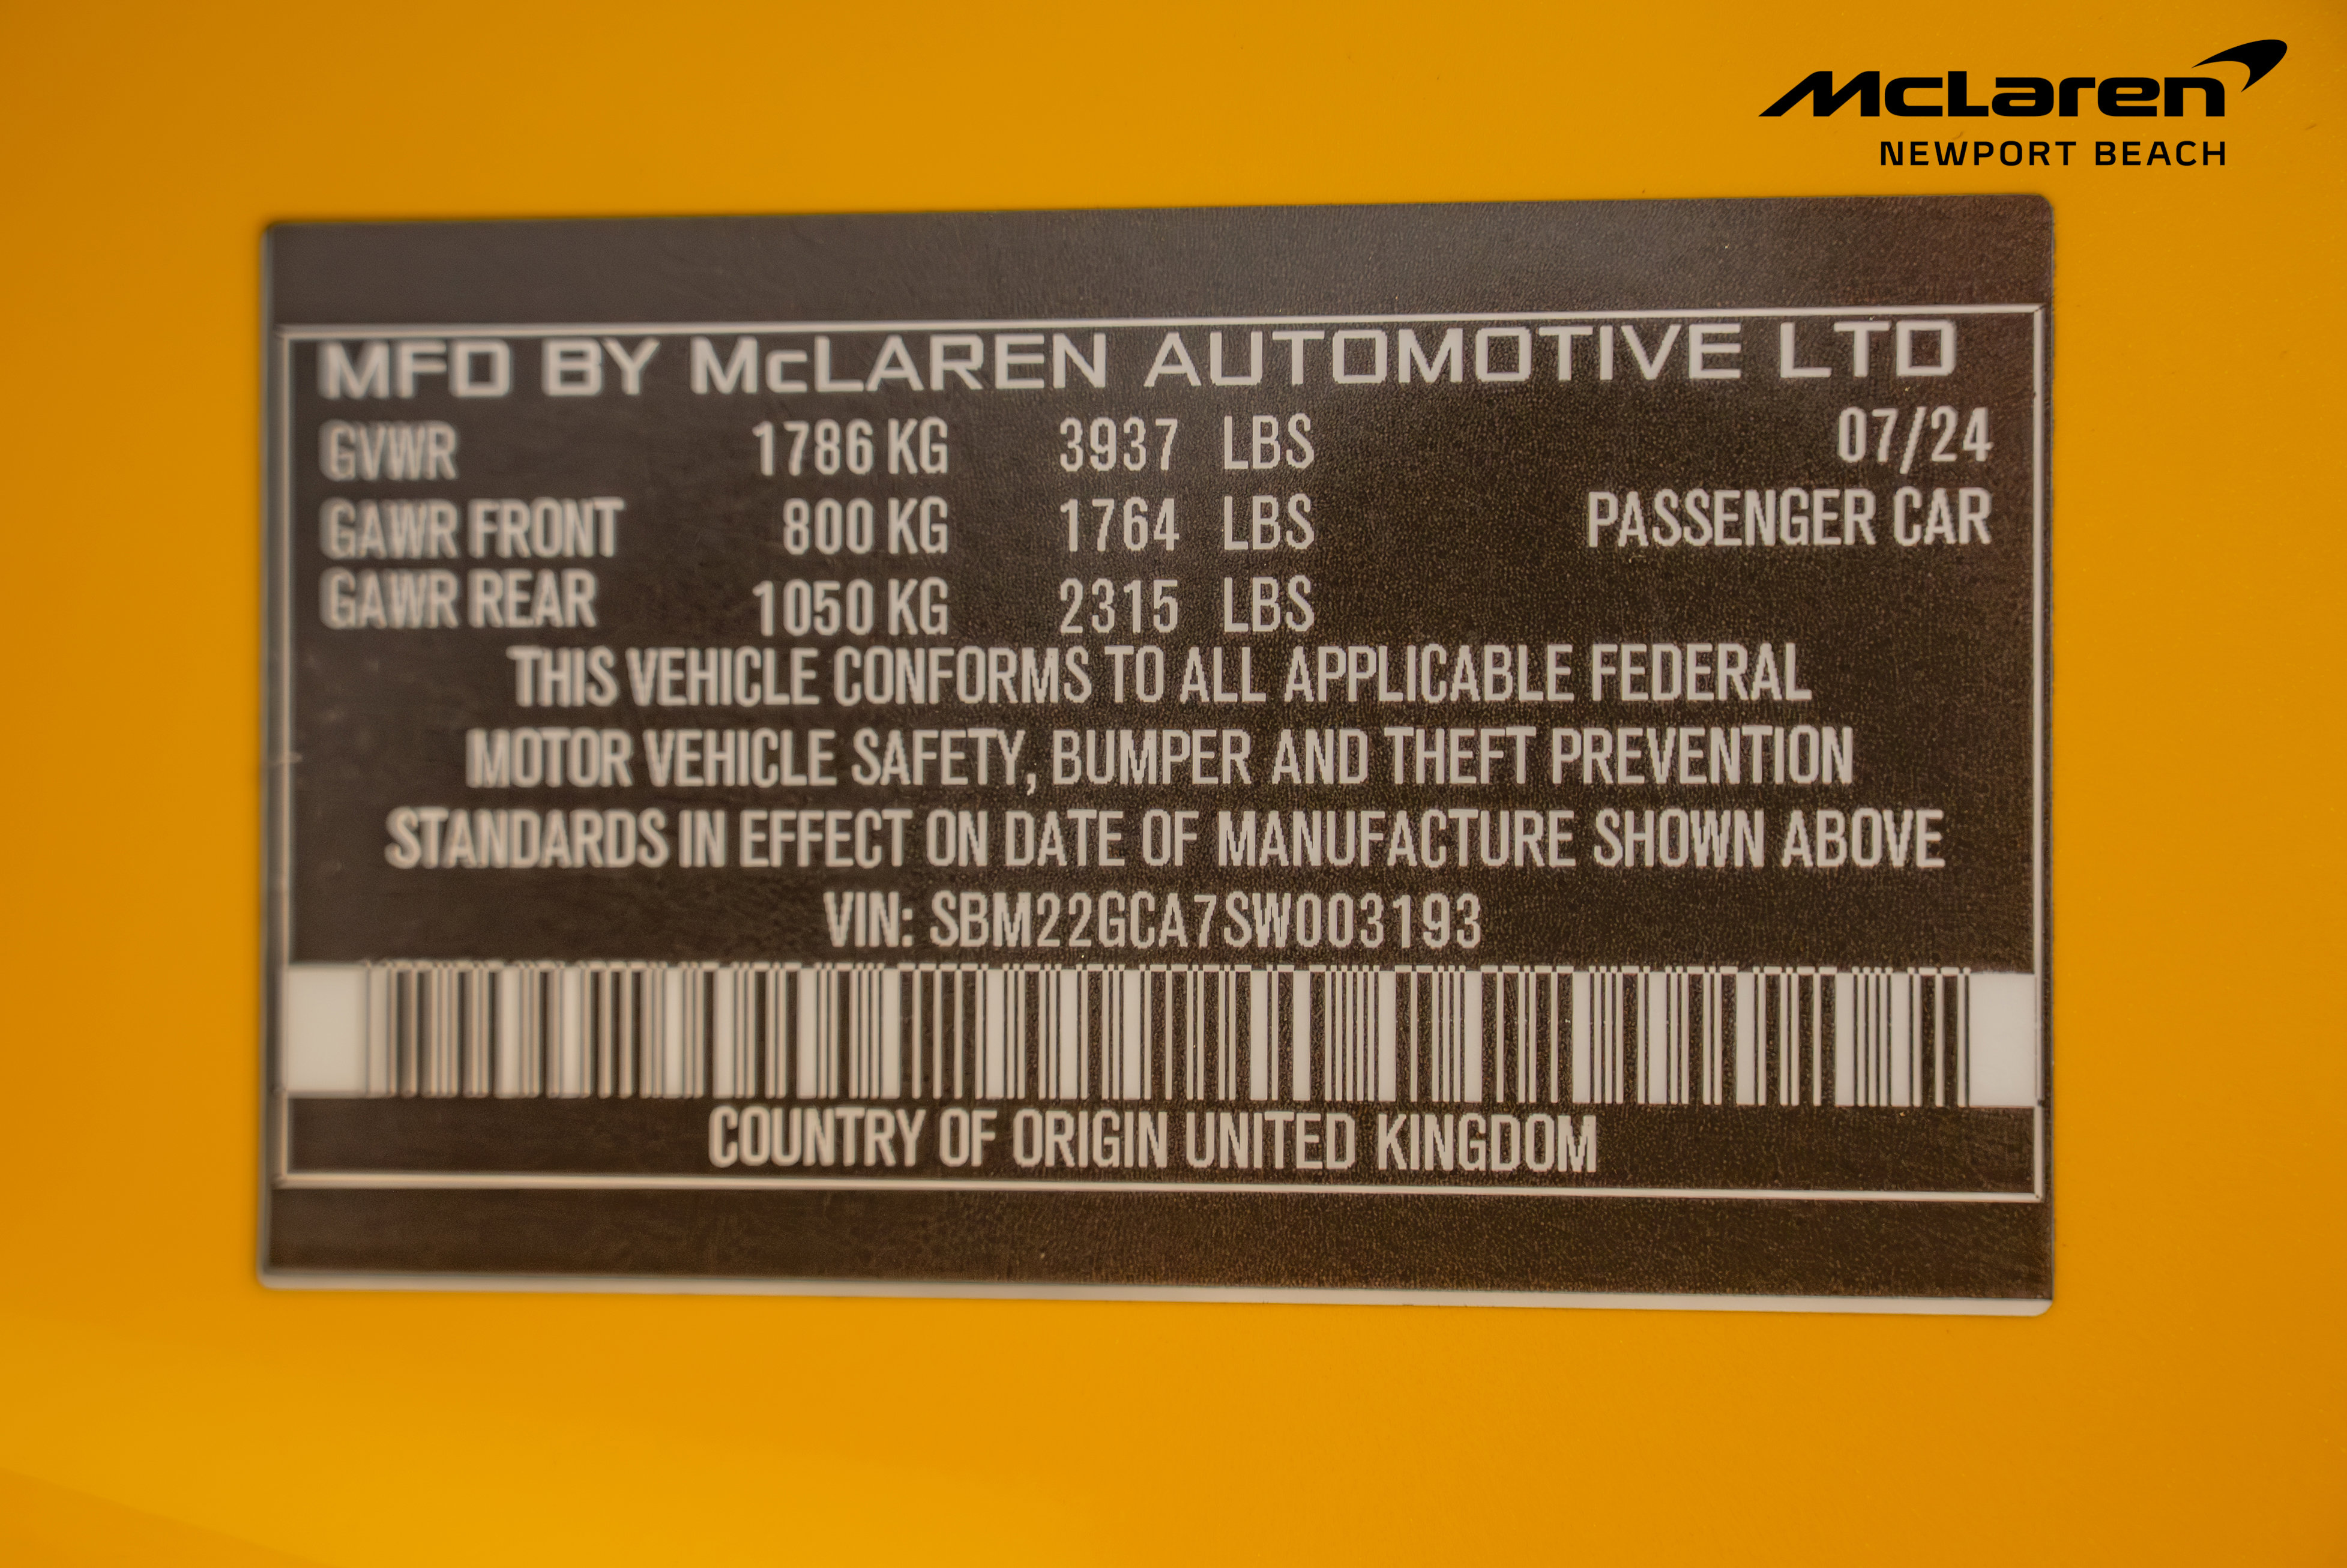 McLaren
NEWPORT BEACH
MFD BY McLAREN AUTOMOTIVE LTD
GVWR 1786 KG 3937 LBS 07/24
GAWR FRONT 800 KG 1764 LBS PASSENGER CAR
GAWR REAR 1050 KG 2315 LBS
THIS VEHICLE CONFORMS TO ALL APPLICABLE FEDERAL
MOTOR VEHICLE SAFETY, BUMPER AND THEFT PREVENTION
STANDARDS IN EFFECT ON DATE OF MANUFACTURE SHOWN ABOVE
VIN: SBM22GCA7SW003193
COUNTRY OF ORIGIN UNITED KINGDOM